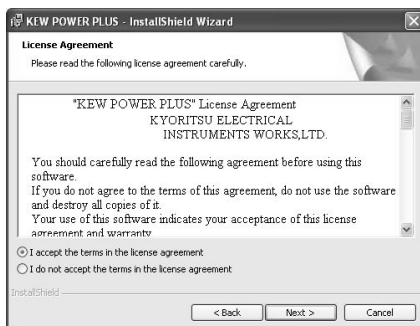 KEW POWER PLUS - InstallShield Wizard
License Agreement
Please read the following license agreement carefully.
"KEW POWER PLUS" License Agreement
KYORITSU ELECTRICAL
INSTRUMENTS WORKS,LTD.
You should carefully read the following agreement before using this
software.
If you do not agree to the terms of this agreement, do not use the software
and destroy all copies of it.
Your use of this software indicates your acceptance of this license
agreement and warranty.
I accept the terms in the license agreement
I do not accept the terms in the license agreement
InstallShield
< Back Next > Cancel